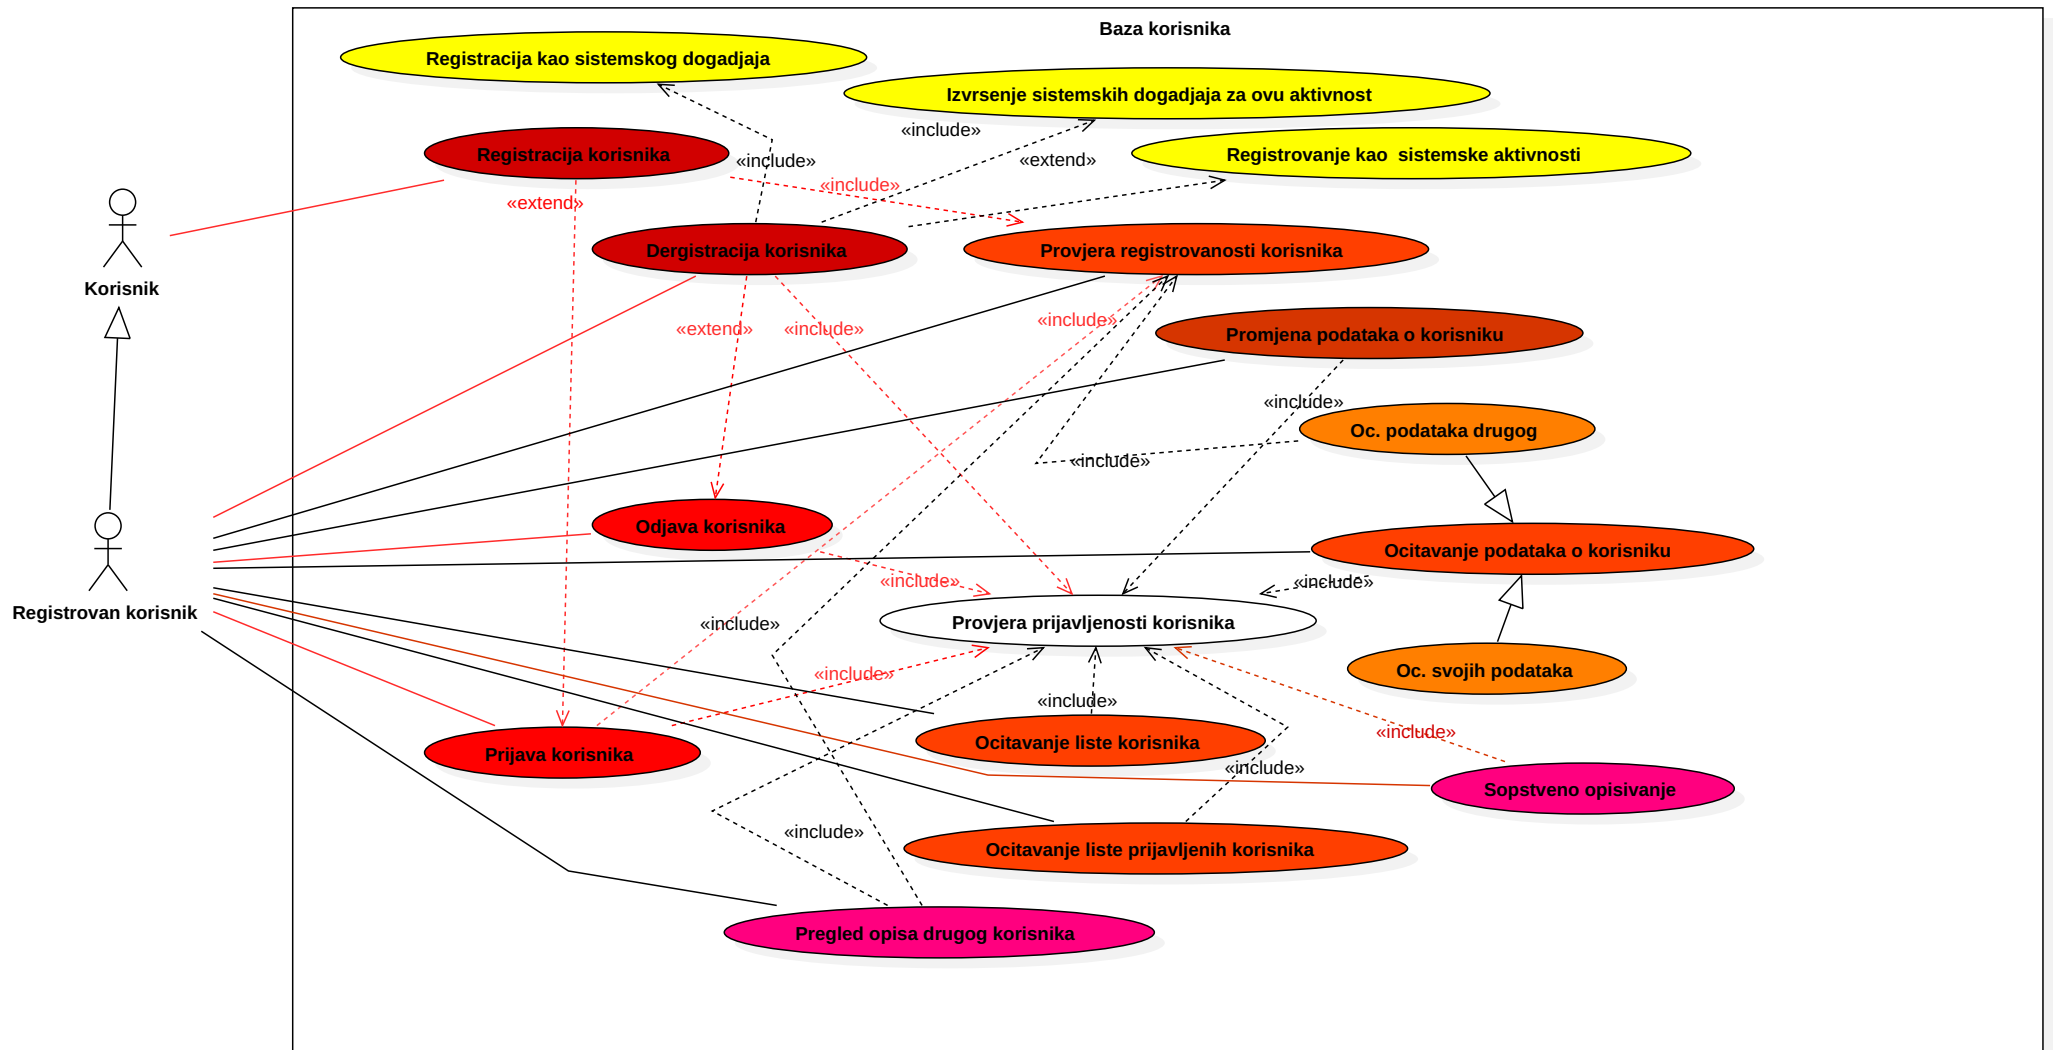 Baza korisnika
Registracija kao sistemskog dogadjaja
Izvrsenje sistemskih dogadjaja za ovu aktivnost
«include»
Registracija korisnika
«include»
«extend»
Registrovanje kao  sistemske aktivnosti
«include»
«extend»
Dergistracija korisnika
Provjera registrovanosti korisnika
Korisnik
«extend»
«include»
«include»
Promjena podataka o korisniku
«include»
Oc. podataka drugog
«include»
Odjava korisnika
Ocitavanje podataka o korisniku
«include»
«include»
Registrovan korisnik
«include»
Provjera prijavljenosti korisnika
«include»
Oc. svojih podataka
«include»
«include»
Prijava korisnika
Ocitavanje liste korisnika
«include»
Sopstveno opisivanje
«include»
Ocitavanje liste prijavljenih korisnika
Pregled opisa drugog korisnika